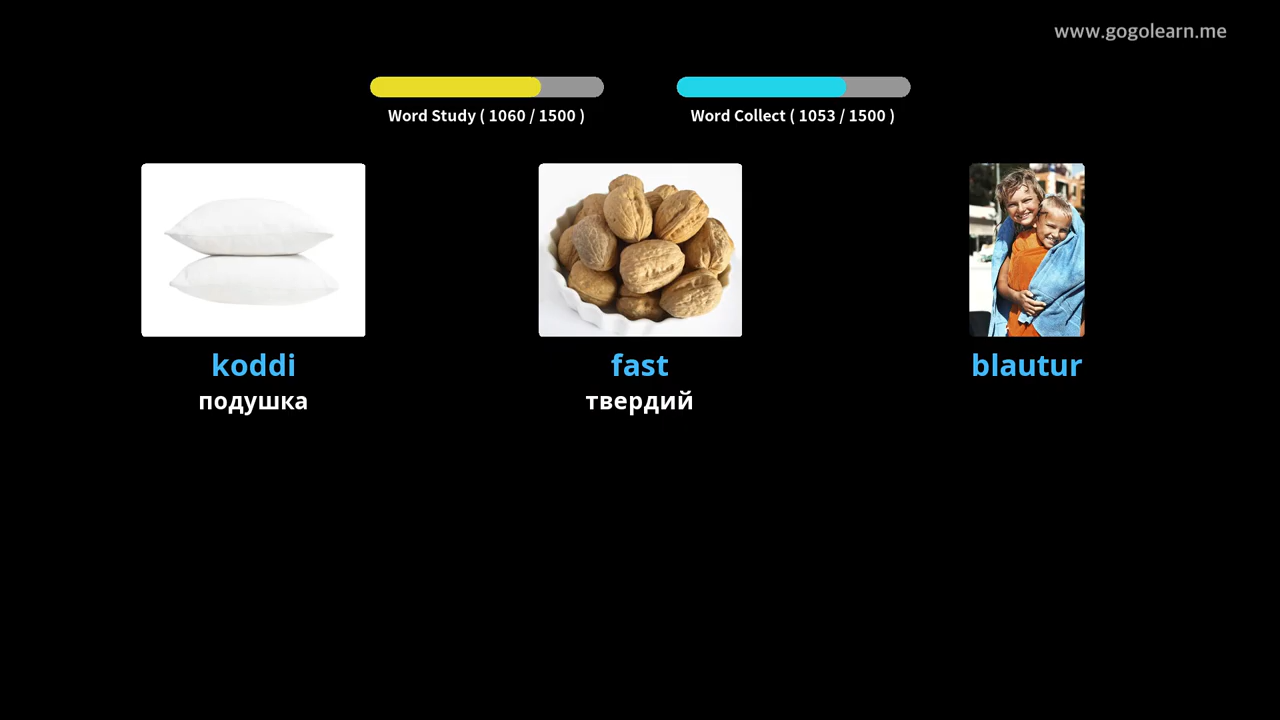 www.gogolearn.me
Word Study ( 1060 / 1500 )
Word Collect ( 1053 / 1500 )
koddi
подушка
fast
твердий
blautur